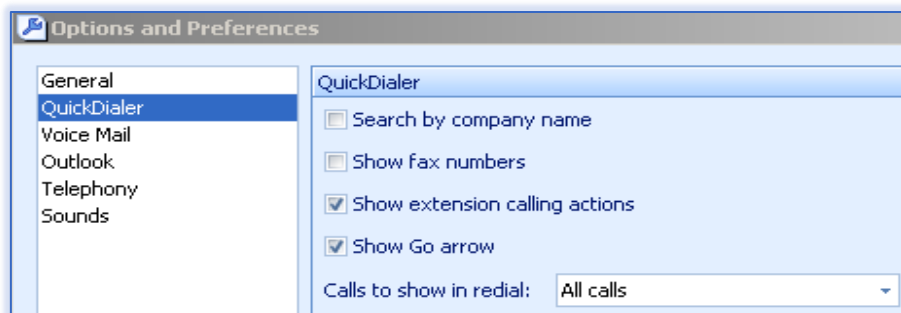 Options and Preferences
General
QuickDialer
Voice Mail
Outlook
Telephony
Sounds
QuickDialer
Search by company name
Show fax numbers
Show extension calling actions
Show Go arrow
Calls to show in redial: All calls